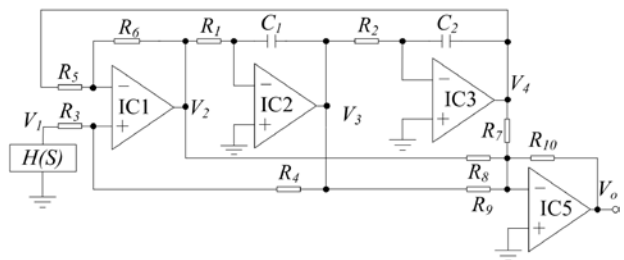 R6 R1 C1 R2 C2
R5 − IC1 + V2
− IC2 + V3
− IC3 + V4
V1 R3
H(S)
R7
R4 R8 R10
R9 − IC5 + Vo